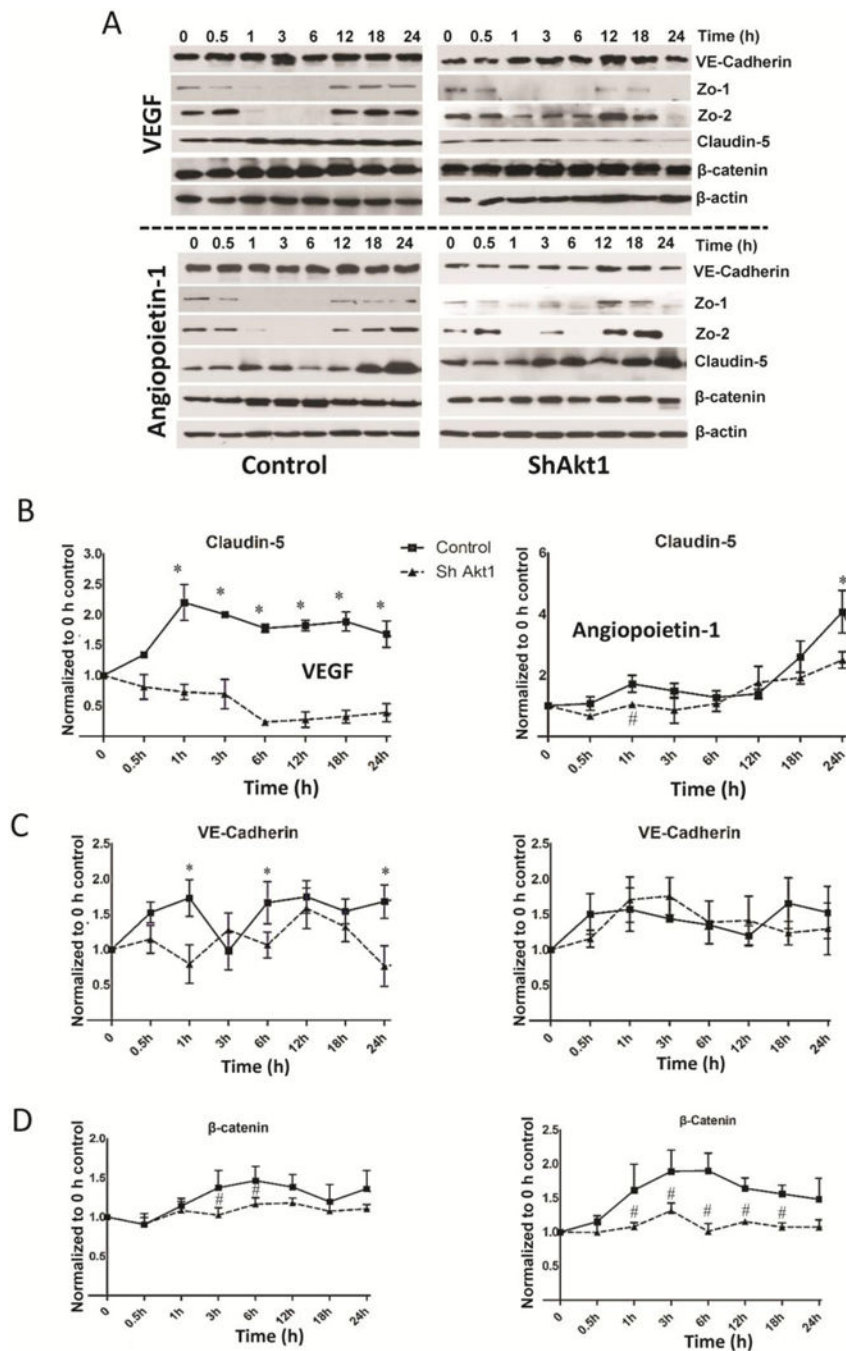 A
0 0.5 1 3 6 12 18 24 0 0.5 1 3 6 12 18 24 Time (h)
VEGF
VE-Cadherin
Zo-1
Zo-2
Claudin-5
β-catenin
β-actin
0 0.5 1 3 6 12 18 24 0 0.5 1 3 6 12 18 24 Time (h)
Angiopoietin-1
VE-Cadherin
Zo-1
Zo-2
Claudin-5
β-catenin
β-actin
Control ShAkt1
B
Claudin-5
Normalized to 0 h control
3.0
2.5
2.0
1.5
1.0
0.5
* * * * * *
VEGF
0 0.5h 1h 3h 6h 12h 18h 24h
Time (h)
Control
Sh Akt1
Claudin-5
Normalized to 0 h control
6
4
2
*
Angiopoietin-1
#
0 0.5h 1h 3h 6h 12h 18h 24h
Time (h)
C
VE-Cadherin
Normalized to 0 h control
2.5
2.0
1.5
1.0
0.5
* * *
0 0.5h 1h 3h 6h 12h 18h 24h
Time (h)
VE-Cadherin
Normalized to 0 h control
2.5
2.0
1.5
1.0
0.5
0 0.5h 1h 3h 6h 12h 18h 24h
Time (h)
D
β-catenin
Normalized to 0 h control
2.0
1.5
1.0
0.5
# #
0 0.5h 1h 3h 6h 12h 18h 24h
Time (h)
β-Catenin
Normalized to 0 h control
2.5
2.0
1.5
1.0
0.5
# # # # #
0 0.5h 1h 3h 6h 12h 18h 24h
Time (h)